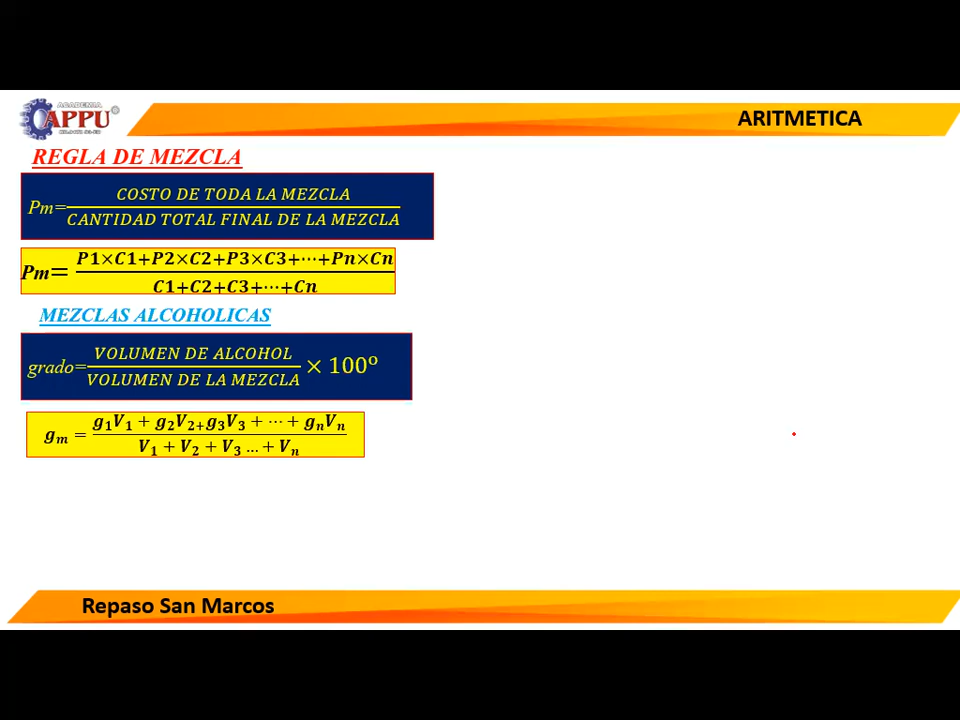 ACADEMIA
APPU
ARITMETICA
REGLA DE MEZCLA
Pm=COSTO DE TODA LA MEZCLA/CANTIDAD TOTAL FINAL DE LA MEZCLA
Pm= P1×C1+P2×C2+P3×C3+⋯+Pn×Cn/C1+C2+C3+⋯+Cn
MEZCLAS ALCOHOLICAS
grado=VOLUMEN DE ALCOHOL/VOLUMEN DE LA MEZCLA × 100º
gₘ = g₁V₁ + g₂V₂₊g₃V₃ + ⋯ + gₙVₙ/V₁ + V₂ + V₃ … + Vₙ
Repaso San Marcos